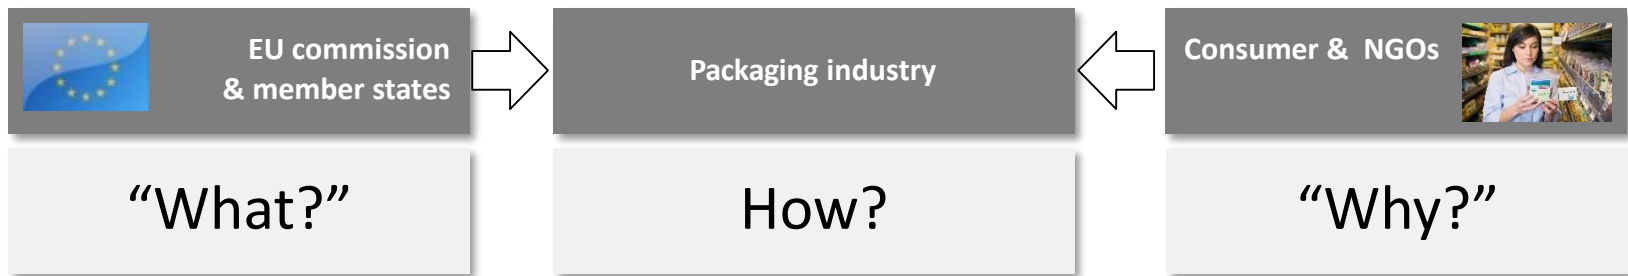 EU commission
& member states
Packaging industry
Consumer & NGOs
“What?”
How?
“Why?”